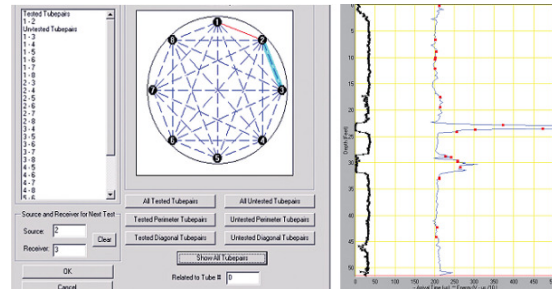 Tested Tubepairs
1 - 2
Untested Tubepairs
1 - 3
1 - 4
1 - 5
1 - 6
1 - 7
1 - 8
2 - 3
2 - 4
2 - 5
2 - 6
2 - 7
2 - 8
3 - 4
3 - 5
3 - 6
3 - 7
3 - 8
4 - 5
4 - 6
4 - 7
4 - 8
5 - 6
1
2
3
4
5
6
7
8
All Tested Tubepairs
All Untested Tubepairs
Tested Perimeter Tubepairs
Untested Perimeter Tubepairs
Tested Diagonal Tubepairs
Untested Diagonal Tubepairs
Show All Tubepairs
Related to Tube # 0
Source and Receiver for Next Test
Source: 2
Receiver: 3
Clear
OK
Cancel
Depth (Feet)
10
20
30
40
50
0
50
100
150
200
250
300
350
400
450